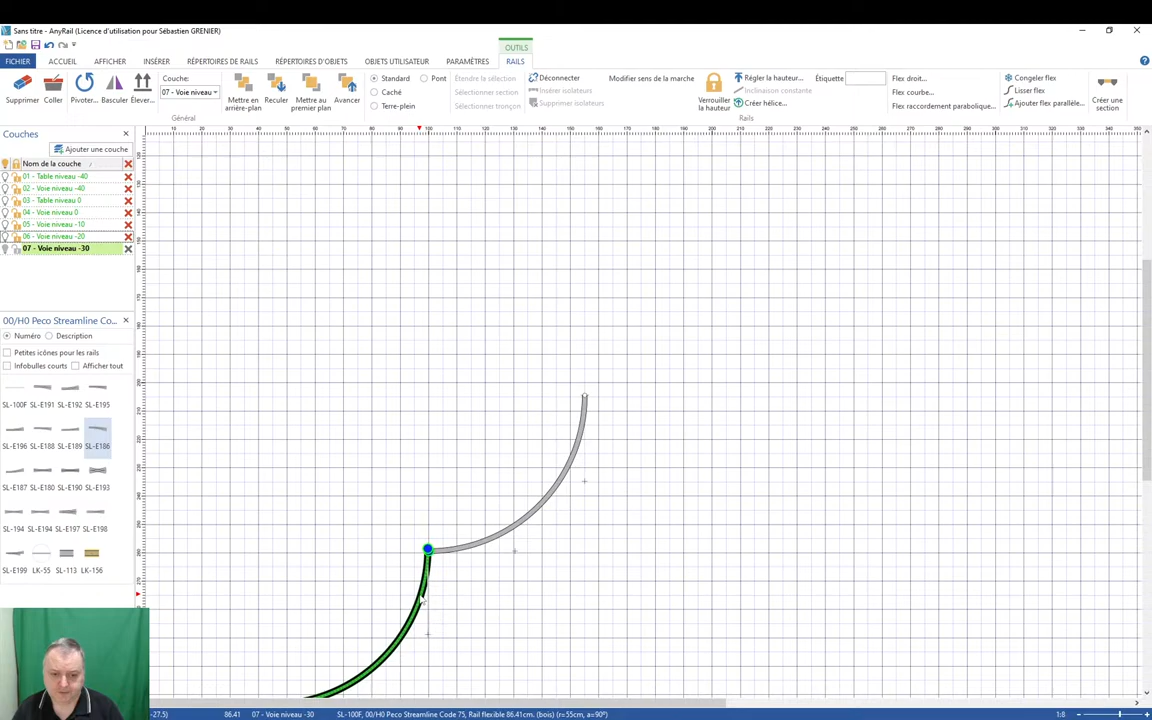 Sans titre - AnyRail (Licence d'utilisation pour Sébastien GRENIER)
OUTILS
FICHIER ACCUEIL AFFICHER INSÉRER RÉPERTOIRES DE RAILS RÉPERTOIRES D'OBJETS OBJETS UTILISATEUR PARAMÈTRES RAILS
Supprimer Coller Pivoter... Basculer Élever...
Couche:
07 - Voie niveau
Mettre en arrière-plan Reculer Mettre au premier plan Avancer
Général
Standard Pont
Caché
Terre-plein
Étendre la sélection
Sélectionner section
Sélectionner tronçon
Déconnecter
Insérer isolateurs
Supprimer isolateurs
Modifier sens de la marche
Verrouiller la hauteur
Régler la hauteur...
Inclinaison constante
Créer hélice...
Étiquette
Rails
Flex droit...
Flex courbe...
Flex raccordement parabolique...
Congeler flex
Lisser flex
Ajouter flex parallèle...
Créer une section
Couches
Ajouter une couche
Nom de la couche
01 - Table niveau -40
02 - Voie niveau -40
03 - Table niveau 0
04 - Voie niveau 0
05 - Voie niveau -10
06 - Voie niveau -20
07 - Voie niveau -30
00/H0 Peco Streamline Co...
Numéro Description
Petites icônes pour les rails
Infobulles courts Afficher tout
SL-100F SL-E191 SL-E192 SL-E195
SL-E196 SL-E188 SL-E189 SL-E186
SL-E187 SL-E180 SL-E190 SL-E193
SL-194 SL-E194 SL-E197 SL-E198
SL-E199 LK-55 SL-113 LK-156
-27.5) 86.41 07 - Voie niveau -30 SL-100F, 00/H0 Peco Streamline Code 75, Rail flexible 86.41cm. (bois) (r=55cm, a=90º) 1:8